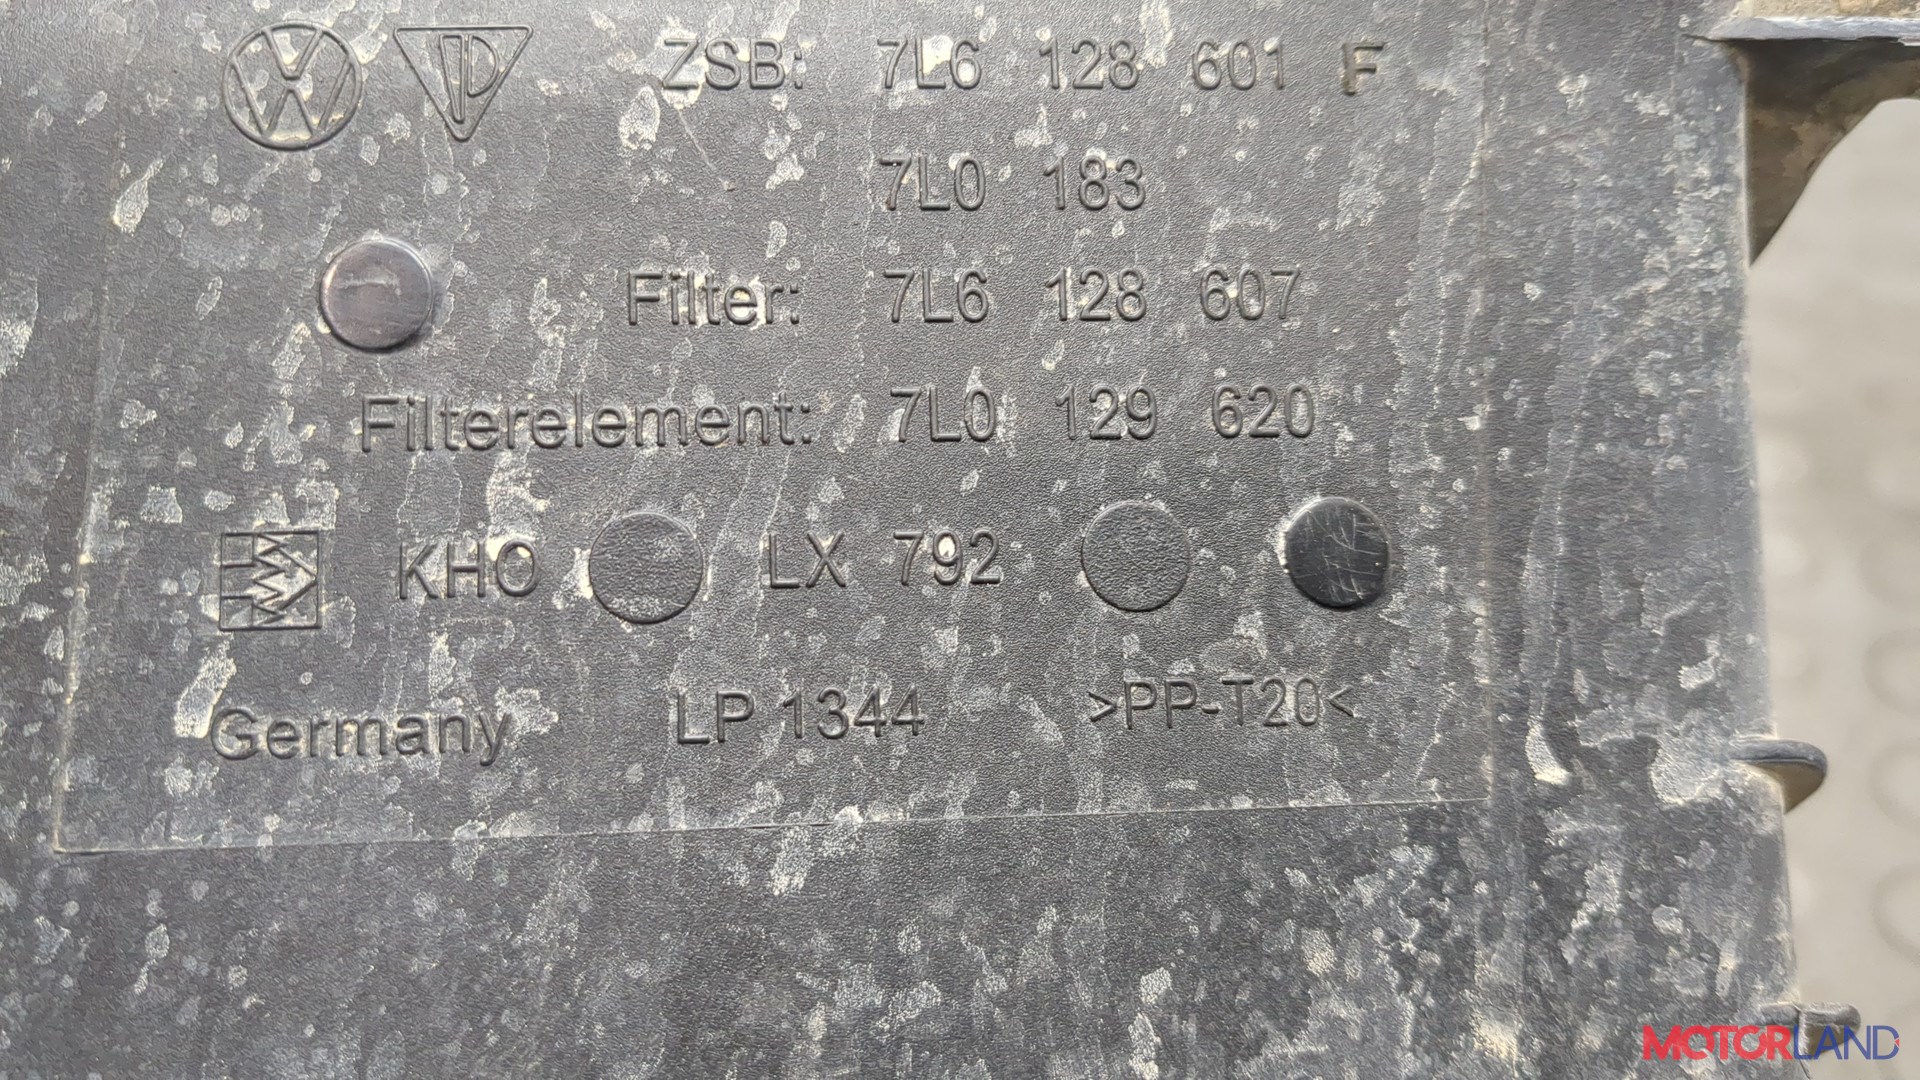 ZSB: 7L6 128 601 F
7L0 183
Filter: 7L6 128 607
Filterelement: 7L0 129 620
KHO LX 792
Germany LP 1344 >PP-T20<
MOTORLAND